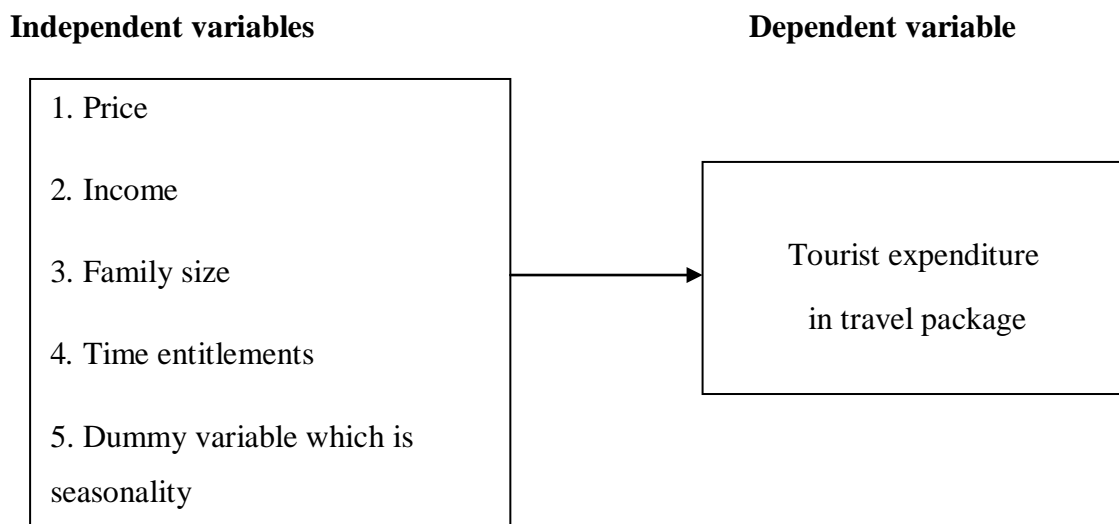 Independent variables
Dependent variable
1. Price
2. Income
3. Family size
4. Time entitlements
5. Dummy variable which is
seasonality
Tourist expenditure
in travel package